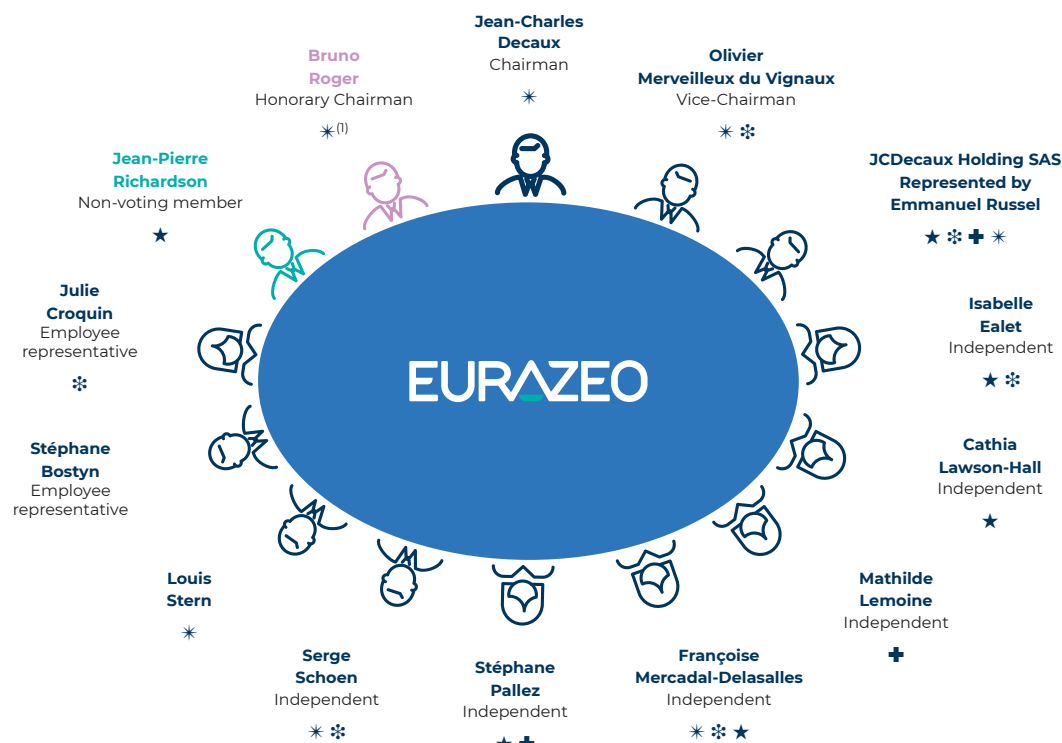 Jean-Charles
Decaux
Chairman
Bruno
Roger
Honorary Chairman
(1)
Olivier
Merveilleux du Vignaux
Vice-Chairman
Jean-Pierre
Richardson
Non-voting member
JCDecaux Holding SAS
Represented by
Emmanuel Russel
Julie
Croquin
Employee
representative
Isabelle
Ealet
Independent
EURAZEO
Stéphane
Bostyn
Employee
representative
Cathia
Lawson-Hall
Independent
Louis
Stern
Mathilde
Lemoine
Independent
Serge
Schoen
Independent
Stéphane
Pallez
Independent
Françoise
Mercadal-Delasalles
Independent